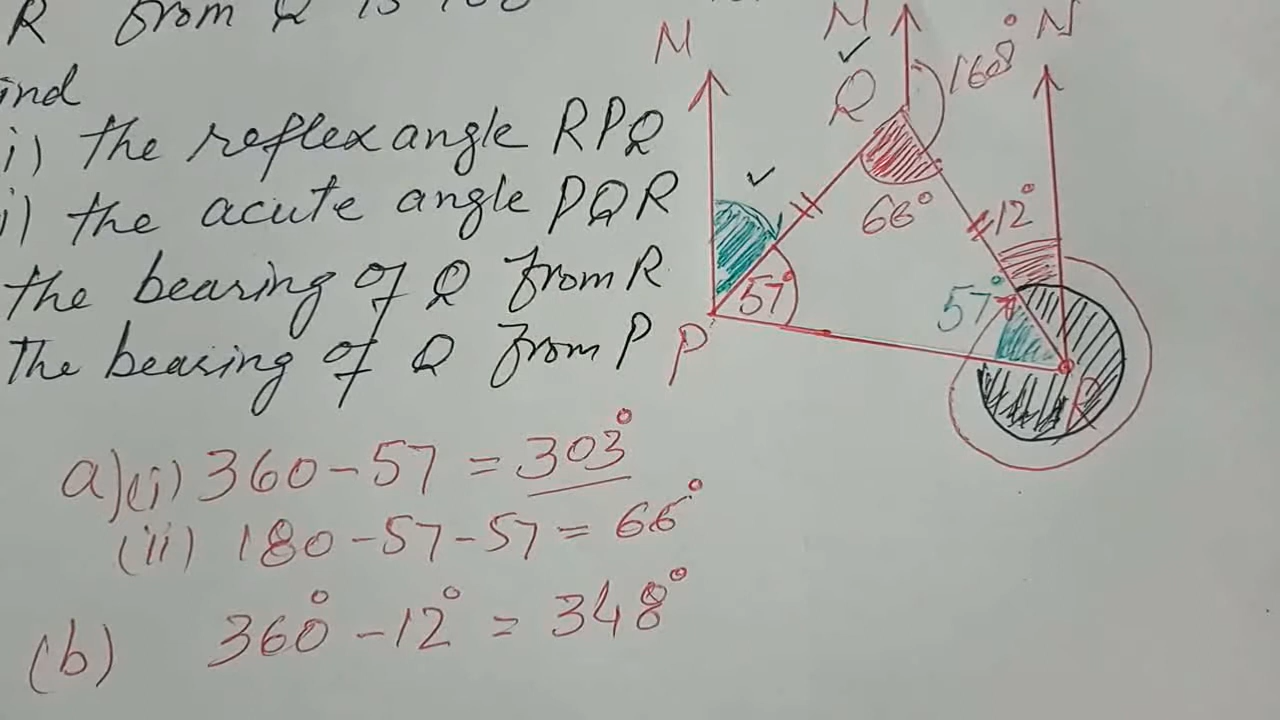 R from Q is 168
ind
i) the reflex angle RPQ
i) the acute angle PQR
the bearing of Q from R
The bearing of Q from P
a)(i) 360-57 = 303°
(ii) 180-57-57 = 66°
(b) 360°-12° = 348°
N
N
N
Q
168°
66°
12°
57°
57°
P
R